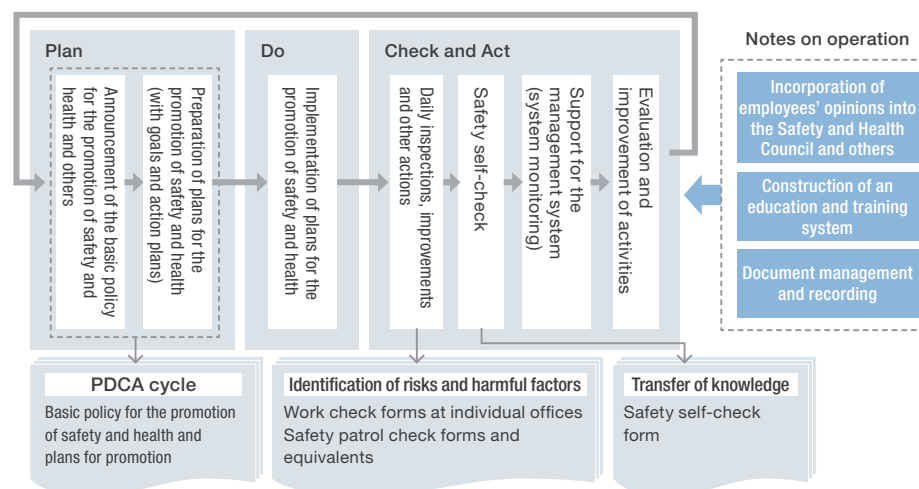 Plan
Announcement of the basic policy
for the promotion of safety and
health and others
Preparation of plans for the
promotion of safety and health
(with goals and action plans)
Do
Implementation of plans for the
promotion of safety and health
Check and Act
Daily inspections, improvements
and other actions
Safety self-check
Support for the
management system
(system monitoring)
Evaluation and
improvement of activities
Notes on operation
Incorporation of
employees' opinions into
the Safety and Health
Council and others
Construction of an
education and training
system
Document management
and recording
PDCA cycle
Basic policy for the promotion
of safety and health and
plans for promotion
Identification of risks and harmful factors
Work check forms at individual offices
Safety patrol check forms and
equivalents
Transfer of knowledge
Safety self-check
form